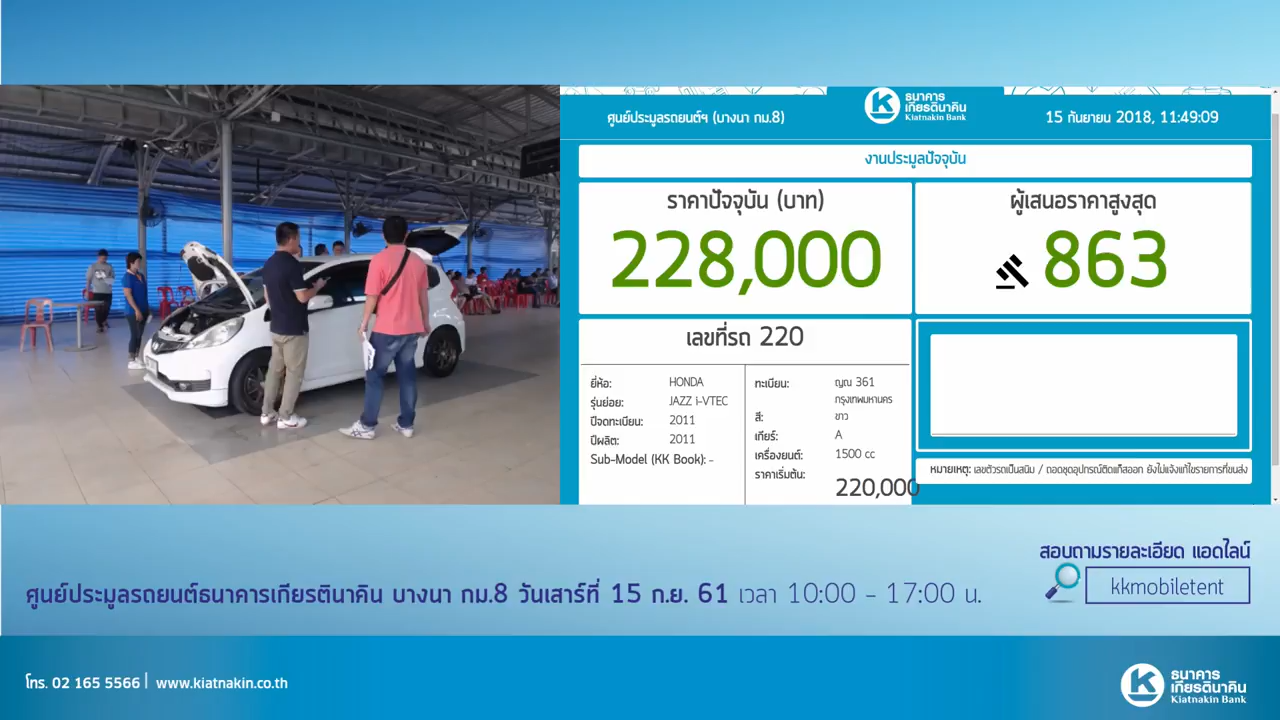 ศูนย์ประมูลรถยนต์ฯ (บางนา กม.8)
ธนาคาร
เกียรตินาคิน
Kiatnakin Bank
15 กันยายน 2018, 11:49:09
งานประมูลปัจจุบัน
ราคาปัจจุบัน (บาท)
228,000
ผู้เสนอราคาสูงสุด
863
เลขที่รถ 220
ยี่ห้อ: HONDA
รุ่นย่อย: JAZZ i-VTEC
ปีจดทะเบียน: 2011
ปีผลิต: 2011
Sub-Model (KK Book): -
ทะเบียน: ญณ 361
กรุงเทพมหานคร
สี: ขาว
เกียร์: A
เครื่องยนต์: 1500 cc
ราคาเริ่มต้น: 220,000
หมายเหตุ: เลขตัวรถเป็นสนิม / ถอดชุดอุปกรณ์ติดแก๊สออก ยังไม่แจ้งแก้ไขรายการที่ขนส่ง
สอบถามรายละเอียด แอดไลน์
kkmobiletent
ศูนย์ประมูลรถยนต์ธนาคารเกียรตินาคิน บางนา กม.8 วันเสาร์ที่ 15 ก.ย. 61 เวลา 10:00 - 17:00 น.
โทร. 02 165 5566 | www.kiatnakin.co.th
ธนาคาร
เกียรตินาคิน
Kiatnakin Bank